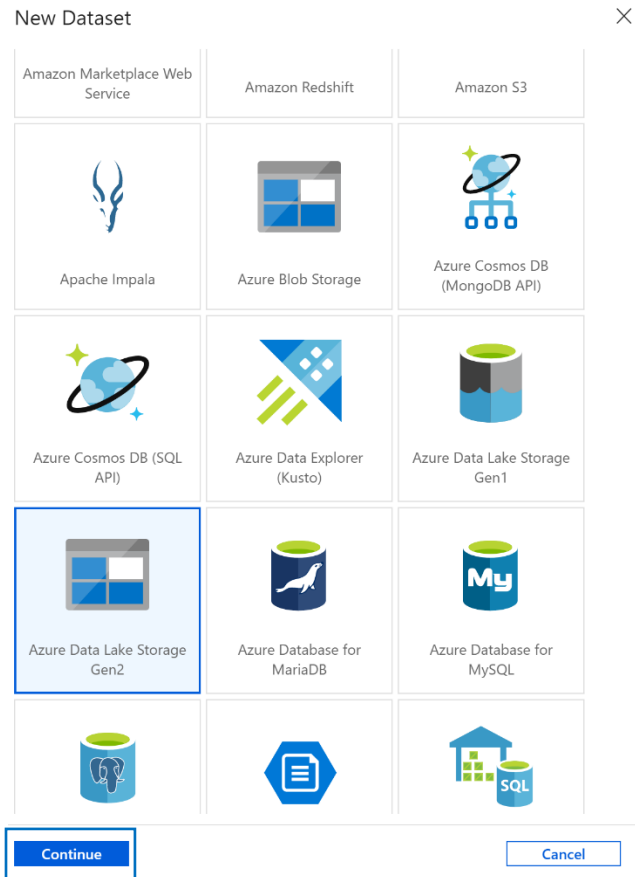 New Dataset
Amazon Marketplace Web
Service
Amazon Redshift
Amazon S3
Apache Impala
Azure Blob Storage
Azure Cosmos DB
(MongoDB API)
Azure Cosmos DB (SQL
API)
Azure Data Explorer
(Kusto)
Azure Data Lake Storage
Gen1
Azure Data Lake Storage
Gen2
Azure Database for
MariaDB
My
Azure Database for
MySQL
SQL
Continue
Cancel